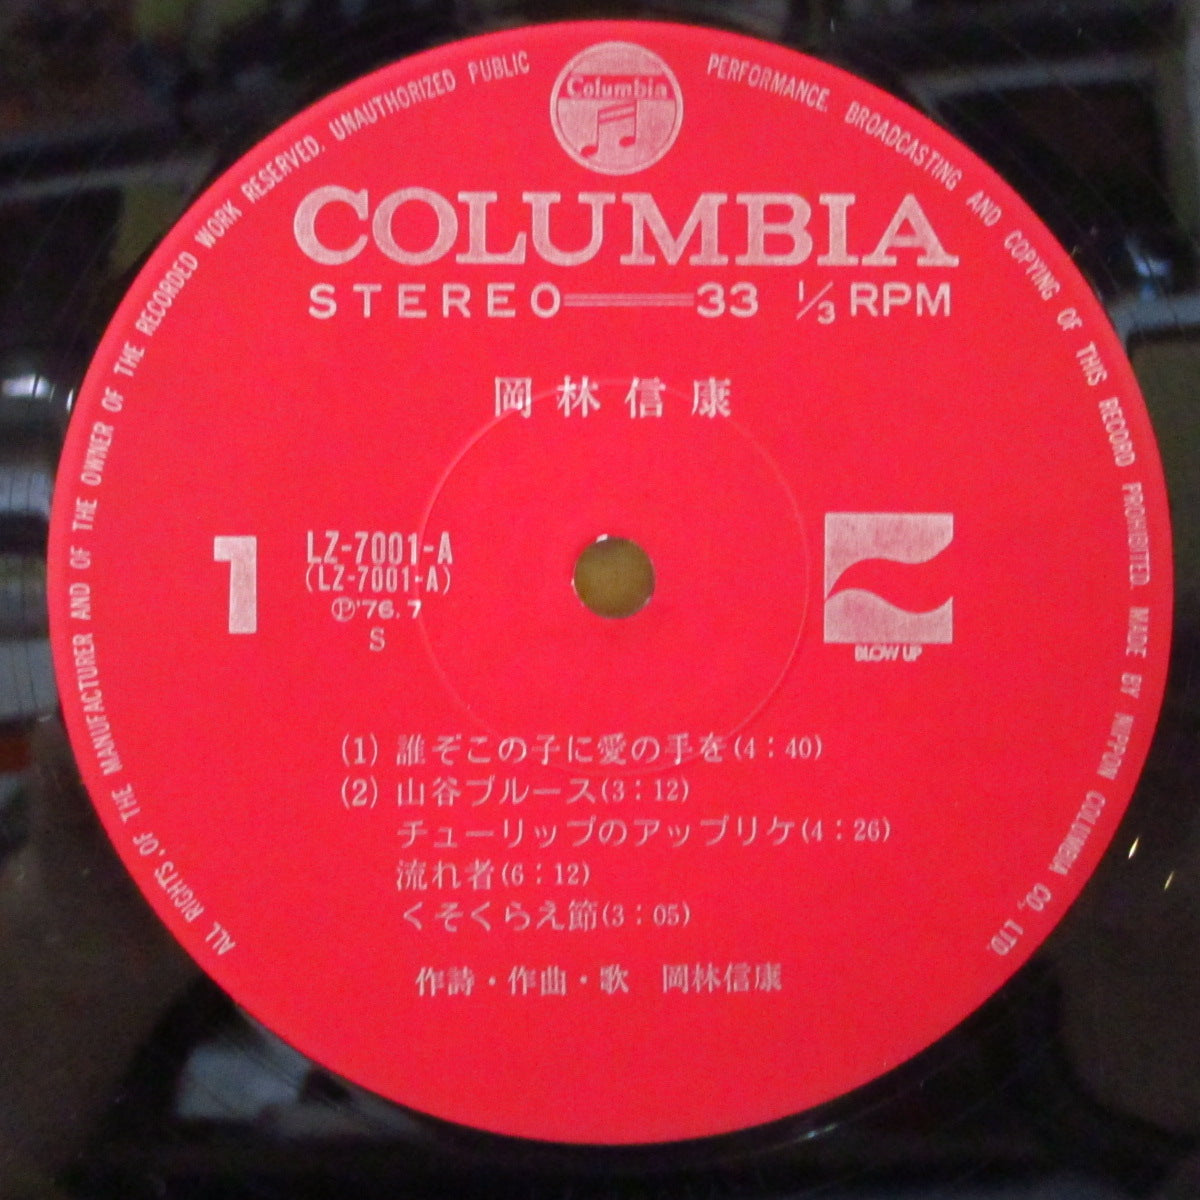 ALL RIGHTS, OF THE MANUFACTURER AND OF THE OWNER OF THE RECORDED WORK RESERVED. UNAUTHORIZED PUBLIC PERFORMANCE. BROADCASTING AND COPYING OF THIS RECORD PROHIBITED. MADE BY NIPPON COLUMBIA CO., LTD.
Columbia
COLUMBIA
STEREO 33 1/3 RPM
岡林信康
1
LZ-7001-A
(LZ-7001-A)
Ⓟ'76.7
S
BLOW UP
(1) 誰ぞこの子に愛の手を(4:40)
(2) 山谷ブルース(3:12)
チューリップのアップリケ(4:26)
流れ者(6:12)
くそくらえ節(3:05)
作詩・作曲・歌 岡林信康